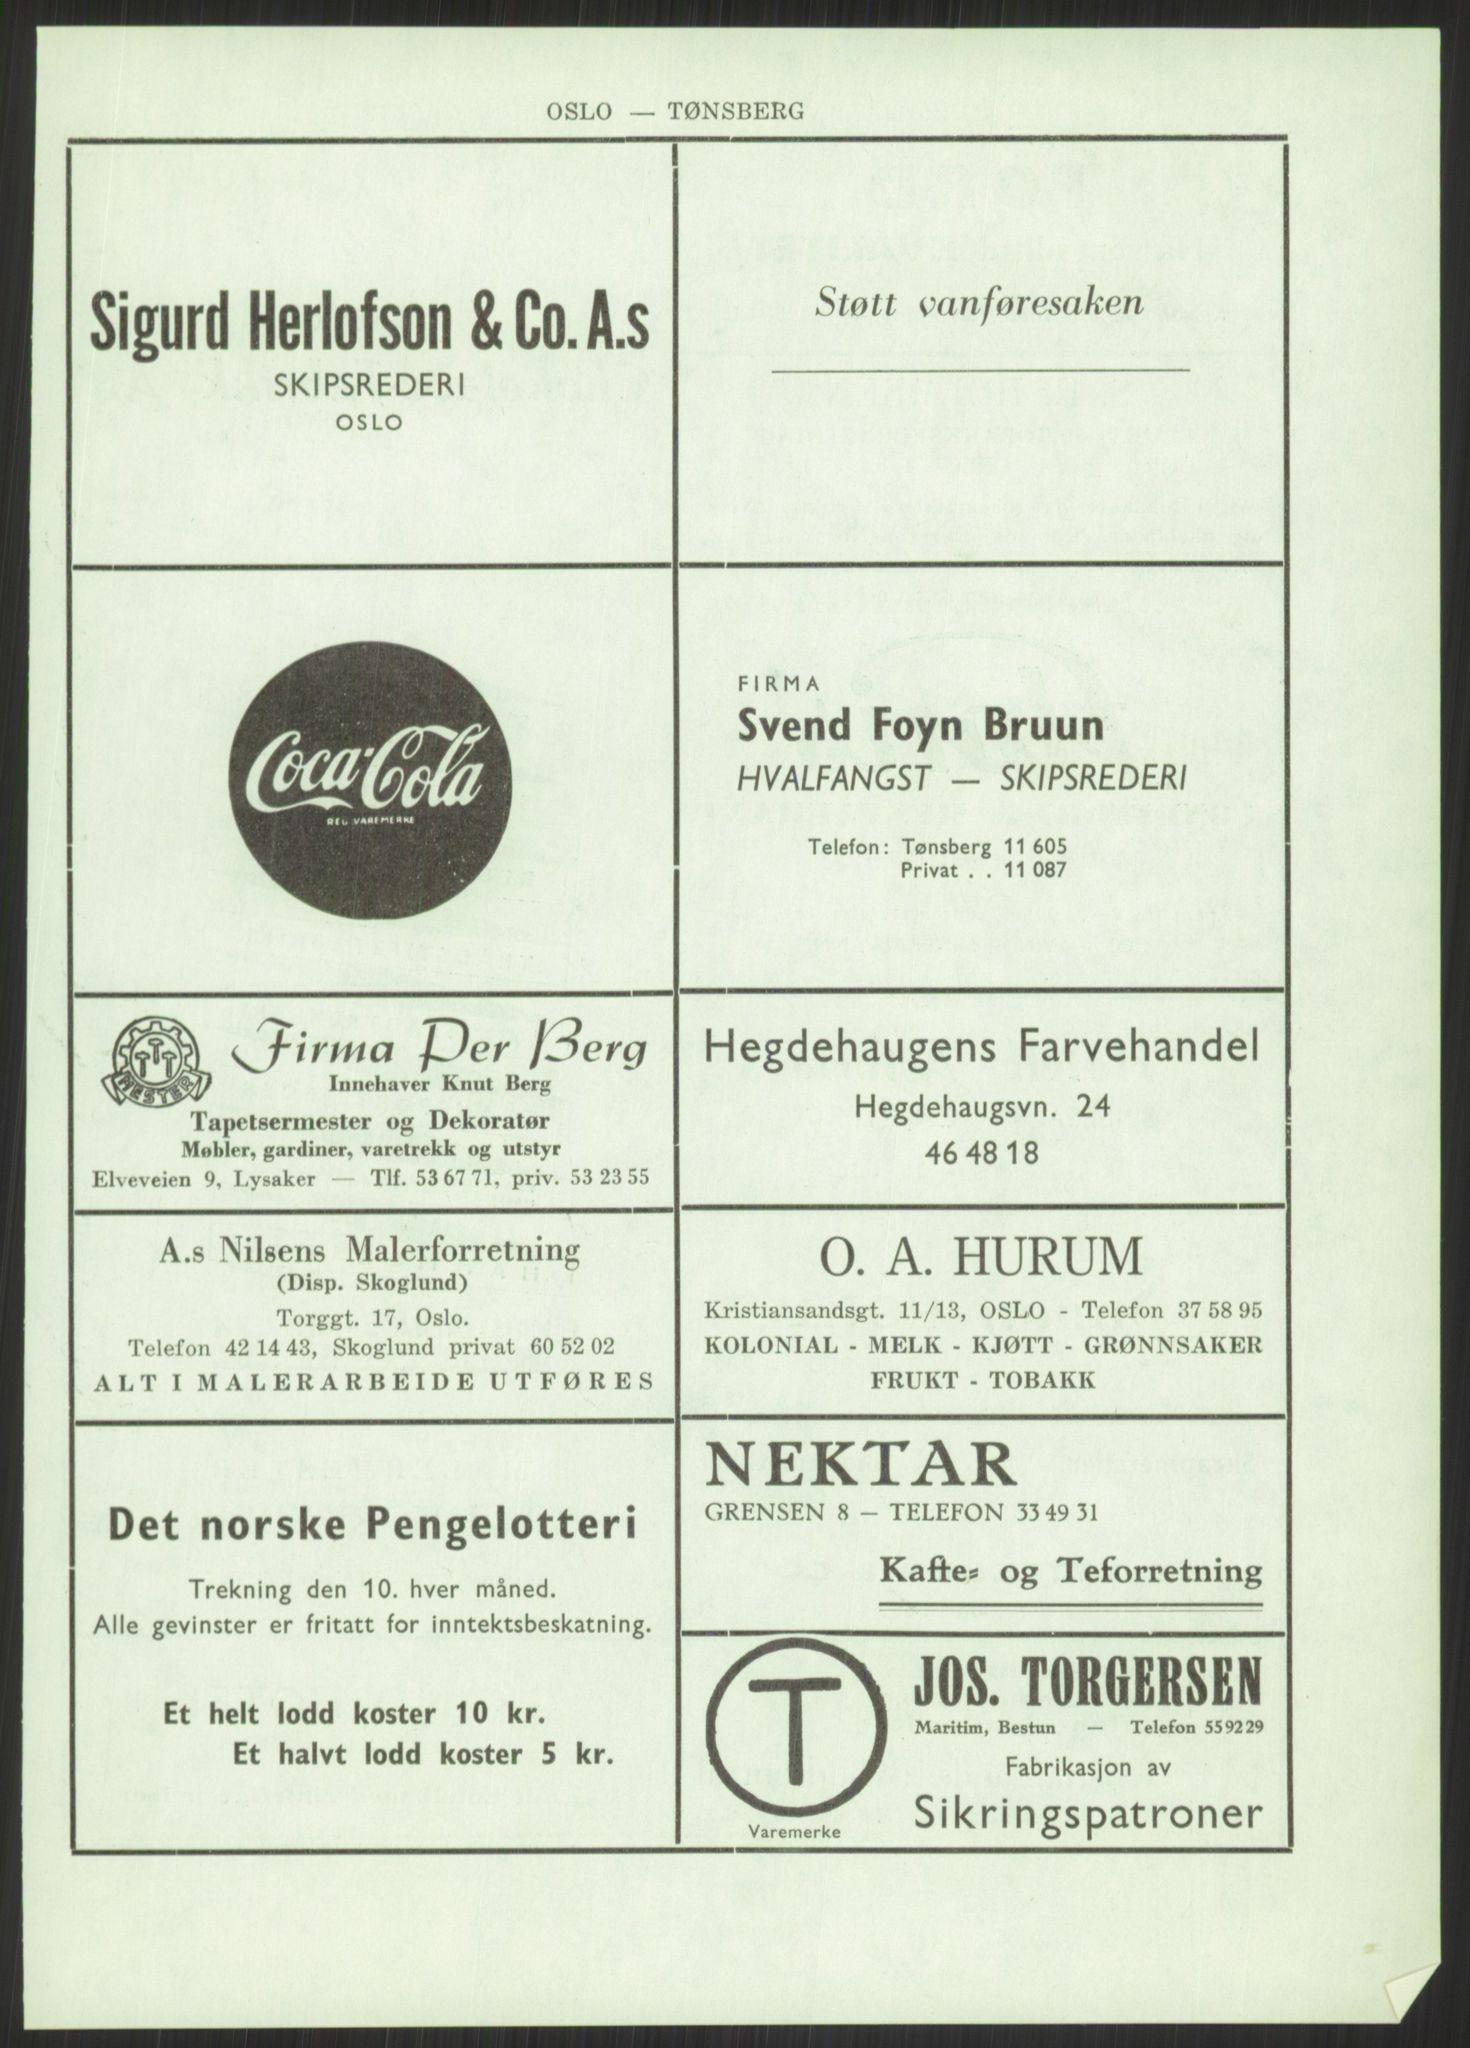 OSLO — TØNSBERG
Sigurd Herlofson & Co. A.s
SKIPSREDERI
OSLO
Støtt vanføresaken
Coca-Cola
REG. VAREMERKE
FIRMA
Svend Foyn Bruun
HVALFANGST — SKIPSREDERI
Telefon: Tønsberg 11 605
Privat . . 11 087
MESTER
Firma Per Berg
Innehaver Knut Berg
Tapetsermester og Dekoratør
Møbler, gardiner, varetrekk og utstyr
Elveveien 9, Lysaker — Tlf. 53 67 71, priv. 53 23 55
Hegdehaugens Farvehandel
Hegdehaugsvn. 24
46 48 18
A.s Nilsens Malerforretning
(Disp. Skoglund)
Torggt. 17, Oslo.
Telefon 42 14 43, Skoglund privat 60 52 02
ALT I MALERARBEIDE UTFØRES
O. A. HURUM
Kristiansandsgt. 11/13, OSLO - Telefon 37 58 95
KOLONIAL - MELK - KJØTT - GRØNNSAKER
FRUKT - TOBAKK
Det norske Pengelotteri
Trekning den 10. hver måned.
Alle gevinster er fritatt for inntektsbeskatning.
Et helt lodd koster 10 kr.
Et halvt lodd koster 5 kr.
NEKTAR
GRENSEN 8 — TELEFON 33 49 31
Kaffe- og Teforretning
T
Varemerke
JOS. TORGERSEN
Maritim, Bestun — Telefon 559229
Fabrikasjon av
Sikringspatroner